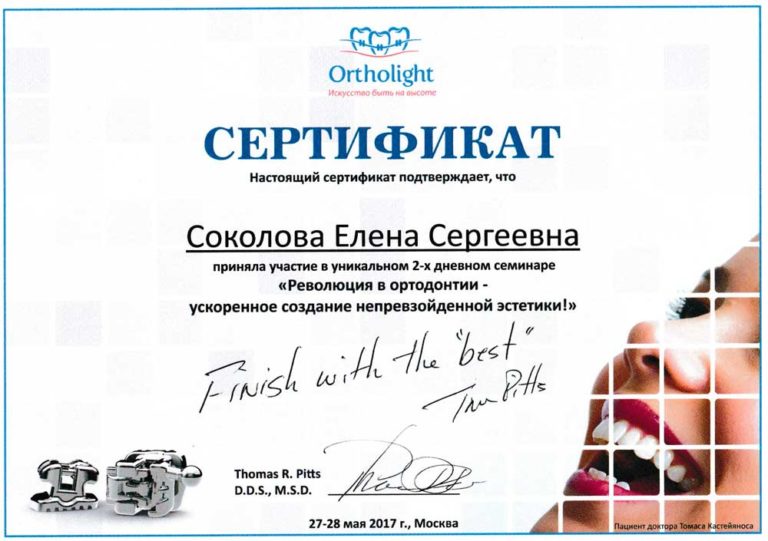 Ortholight
Искусство быть на высоте
СЕРТИФИКАТ
Настоящий сертификат подтверждает, что
Соколова Елена Сергеевна
приняла участие в уникальном 2-х дневном семинаре
«Революция в ортодонтии -
ускоренное создание непревзойденной эстетики!»
Finish with the "best"
Tom Pitts
Thomas R. Pitts
D.D.S., M.S.D.
27-28 мая 2017 г., Москва
Пациент доктора Томаса Кастейяноса